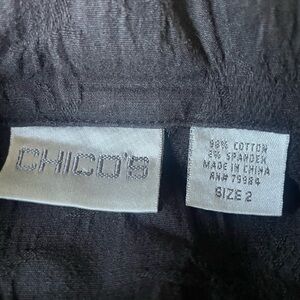 CHICO'S
98% COTTON
2% SPANDEX
MADE IN CHINA
RN# 79984
SIZE 2